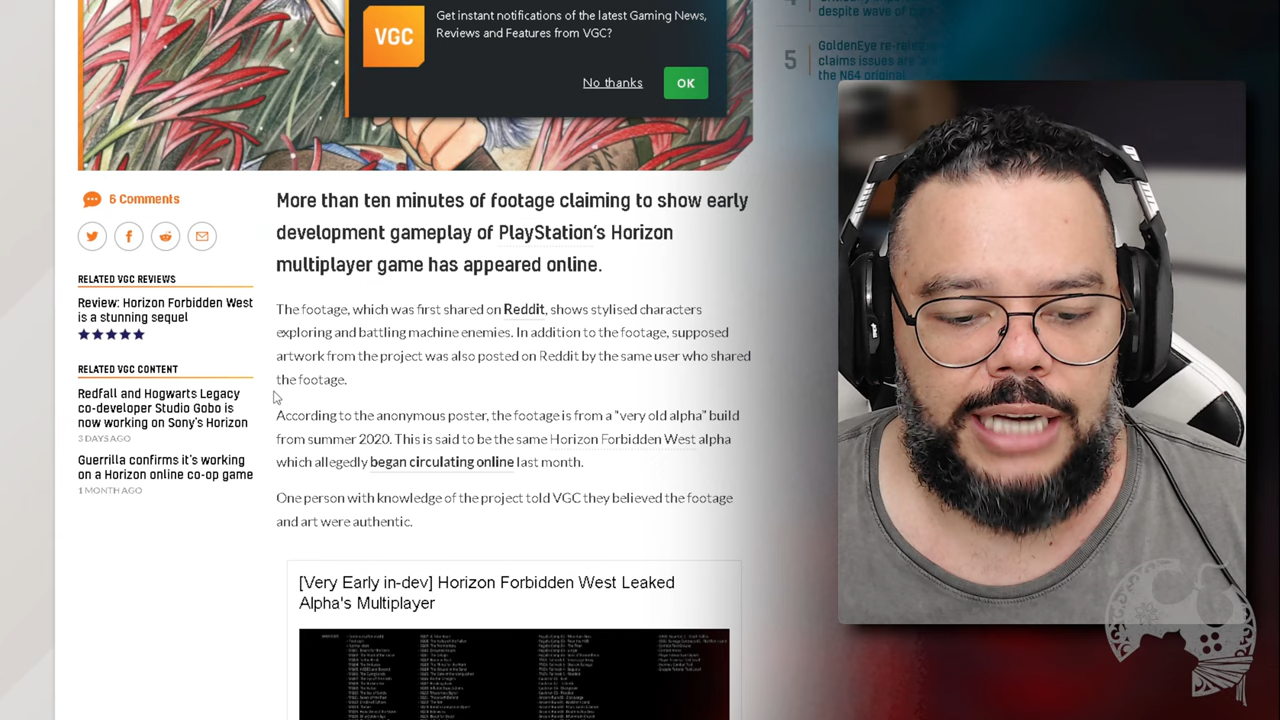 VGC
Get instant notifications of the latest Gaming News,
Reviews and Features from VGC?
No thanks
OK
despite wave of
5
GoldenEye re-rele
claims issues are
the N64 original
6 Comments
RELATED VGC REVIEWS
Review: Horizon Forbidden West
is a stunning sequel
★★★★★
RELATED VGC CONTENT
Redfall and Hogwarts Legacy
co-developer Studio Gobo is
now working on Sony's Horizon
3 DAYS AGO
Guerrilla confirms it's working
on a Horizon online co-op game
1 MONTH AGO
More than ten minutes of footage claiming to show early
development gameplay of PlayStation's Horizon
multiplayer game has appeared online.
The footage, which was first shared on Reddit, shows stylised characters
exploring and battling machine enemies. In addition to the footage, supposed
artwork from the project was also posted on Reddit by the same user who shared
the footage.
According to the anonymous poster, the footage is from a “very old alpha” build
from summer 2020. This is said to be the same Horizon Forbidden West alpha
which allegedly began circulating online last month.
One person with knowledge of the project told VGC they believed the footage
and art were authentic.
[Very Early in-dev] Horizon Forbidden West Leaked
Alpha's Multiplayer